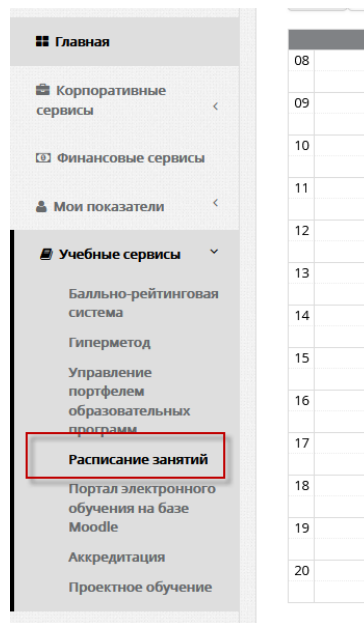 Главная
Корпоративные
сервисы
Финансовые сервисы
Мои показатели
Учебные сервисы
Балльно-рейтинговая
система
Гиперметод
Управление
портфелем
образовательных
программ
Расписание занятий
Портал электронного
обучения на базе
Moodle
Аккредитация
Проектное обучение
08
09
10
11
12
13
14
15
16
17
18
19
20